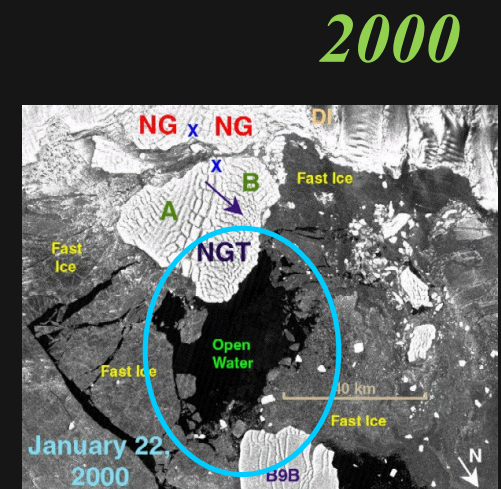 2000
NG x NG
DI
x
B
Fast Ice
A
Fast
Ice
NGT
Open
Water
Fast Ice
40 km
Fast Ice
January 22,
2000
N
B9B